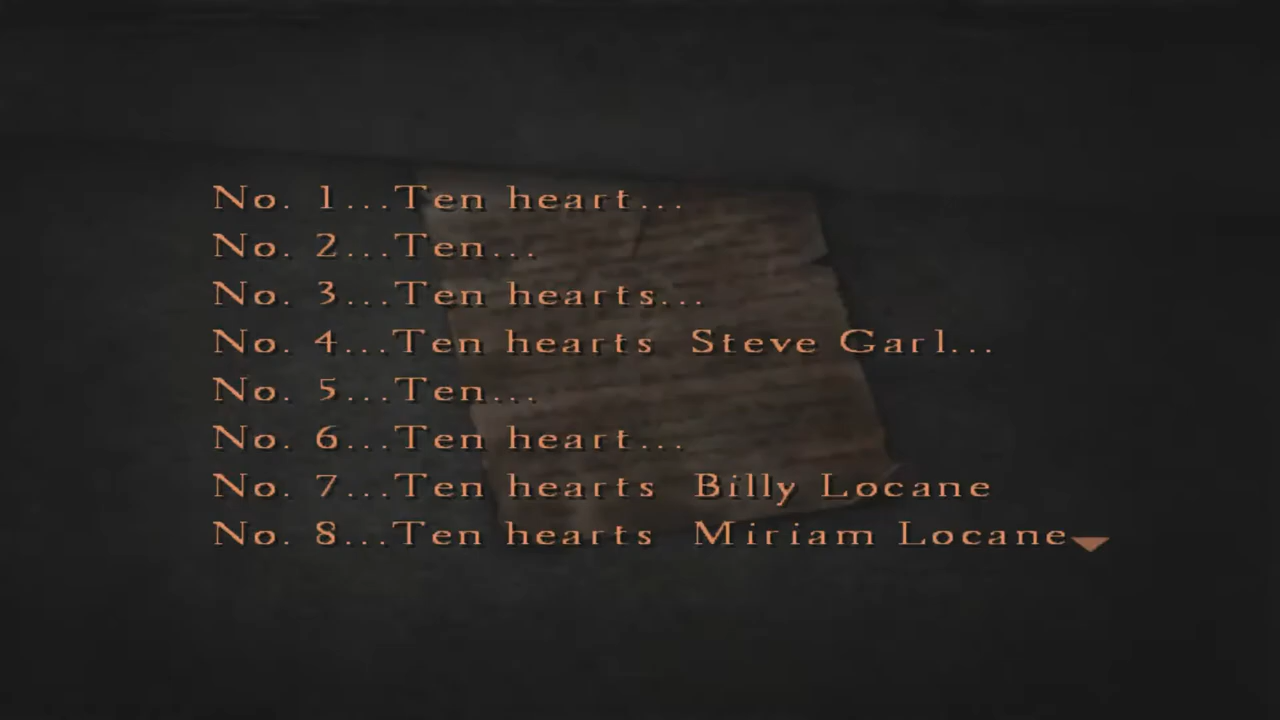 No. 1...Ten heart...
No. 2...Ten...
No. 3...Ten hearts...
No. 4...Ten hearts Steve Garl...
No. 5...Ten...
No. 6...Ten heart...
No. 7...Ten hearts Billy Locane
No. 8...Ten hearts Miriam Locane